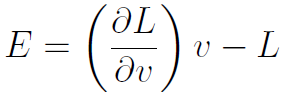 E = (∂L/∂v) v − L